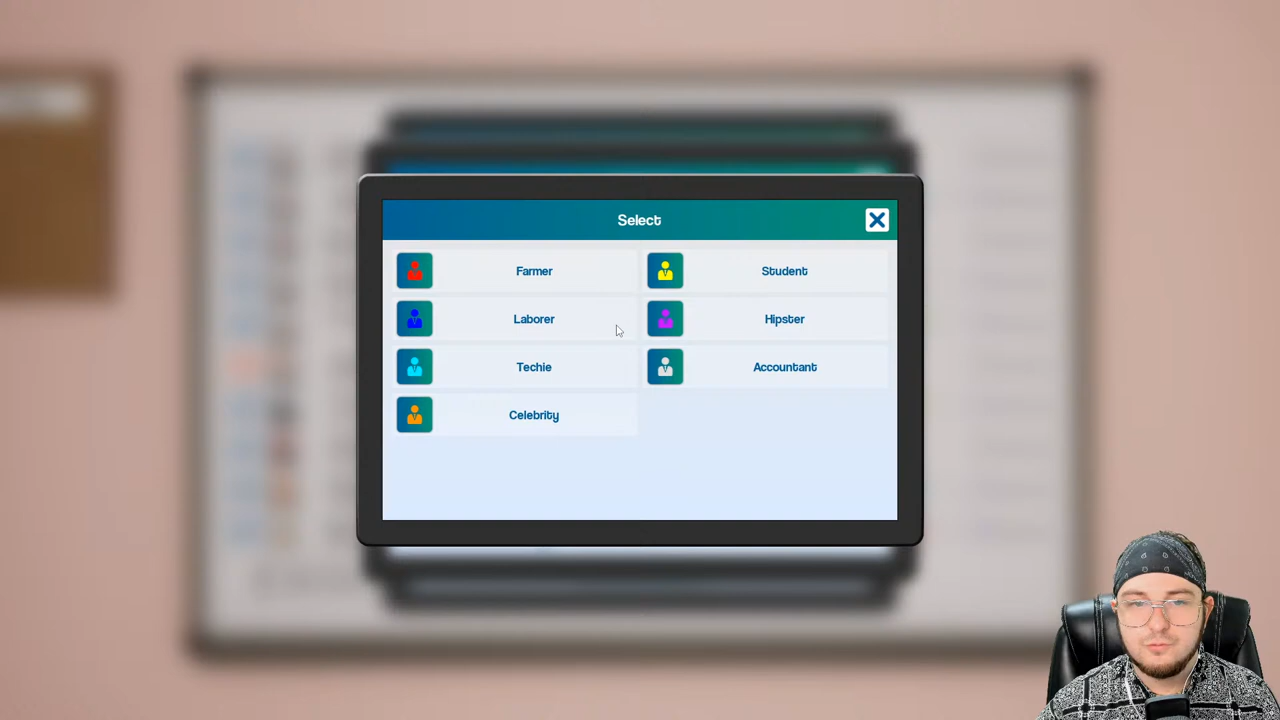 Select
Farmer
Student
Laborer
Hipster
Techie
Accountant
Celebrity